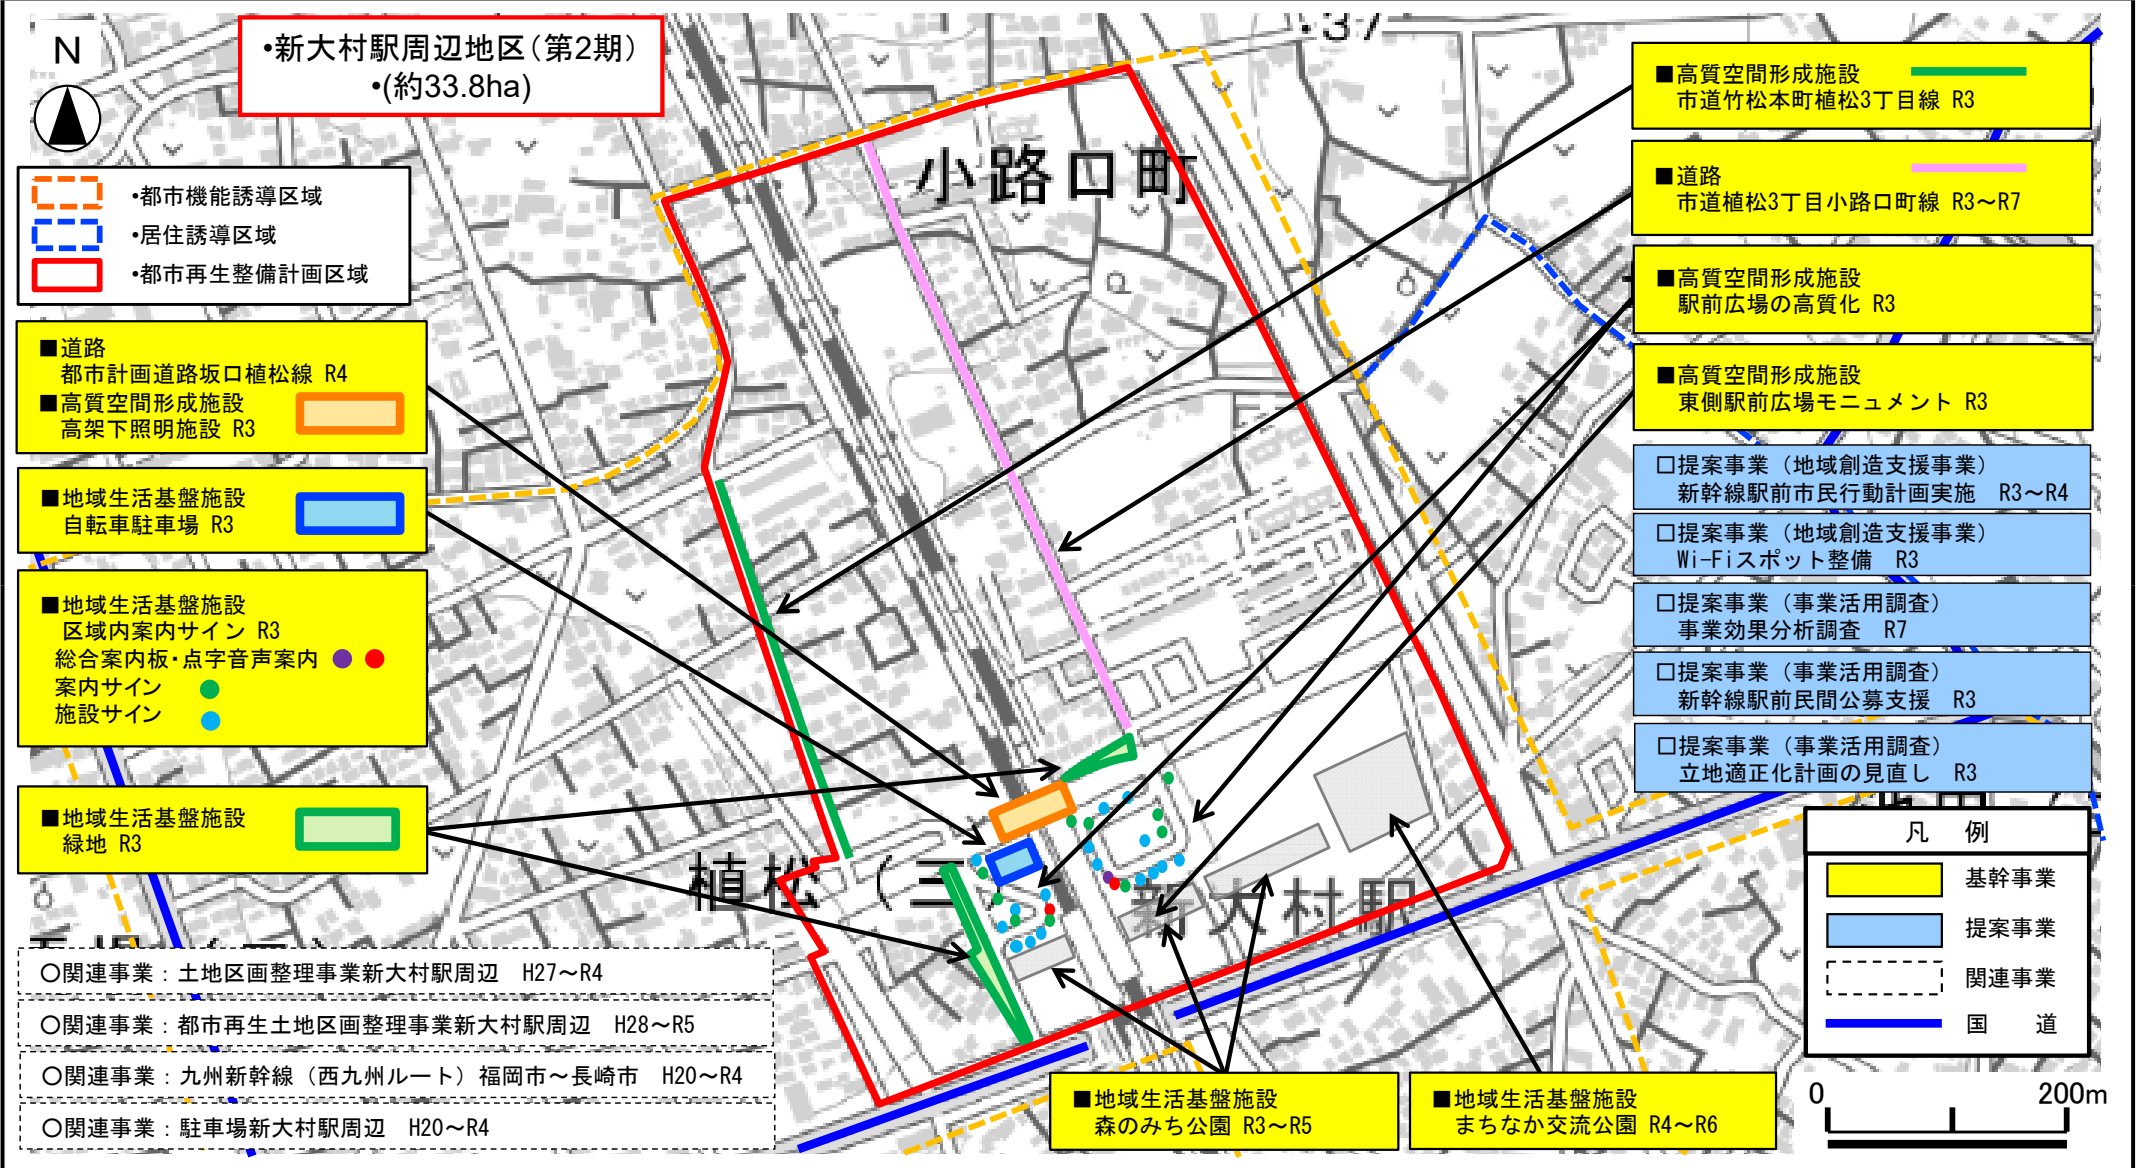 N
•新大村駅周辺地区(第2期)
•(約33.8ha)
•都市機能誘導区域
•居住誘導区域
•都市再生整備計画区域
■道路
都市計画道路坂口植松線 R4
■高質空間形成施設
高架下照明施設 R3
■地域生活基盤施設
自転車駐車場 R3
■地域生活基盤施設
区域内案内サイン R3
総合案内板・点字音声案内
案内サイン
施設サイン
■地域生活基盤施設
緑地 R3
○関連事業：土地区画整理事業新大村駅周辺 H27～R4
○関連事業：都市再生土地区画整理事業新大村駅周辺 H28～R5
○関連事業：九州新幹線（西九州ルート）福岡市～長崎市 H20～R4
○関連事業：駐車場新大村駅周辺 H20～R4
・37
小路口町
植松（三）
新大村駅
■高質空間形成施設
市道竹松本町植松3丁目線 R3
■道路
市道植松3丁目小路口町線 R3～R7
■高質空間形成施設
駅前広場の高質化 R3
■高質空間形成施設
東側駅前広場モニュメント R3
□提案事業（地域創造支援事業）
新幹線駅前市民行動計画実施 R3～R4
□提案事業（地域創造支援事業）
Wi-Fiスポット整備 R3
□提案事業（事業活用調査）
事業効果分析調査 R7
□提案事業（事業活用調査）
新幹線駅前民間公募支援 R3
□提案事業（事業活用調査）
立地適正化計画の見直し R3
凡 例
基幹事業
提案事業
関連事業
国 道
■地域生活基盤施設
森のみち公園 R3～R5
■地域生活基盤施設
まちなか交流公園 R4～R6
0 200m